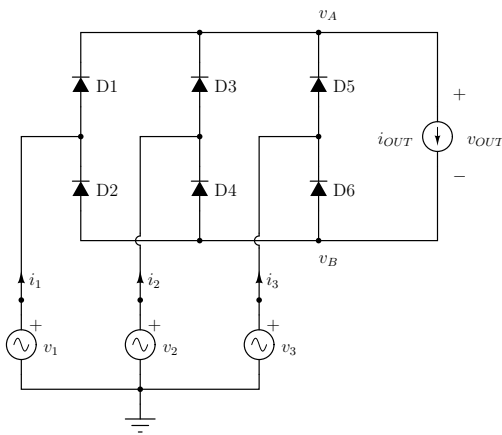 v_A
D1 D3 D5
+
i_OUT v_OUT
D2 D4 D6
−
v_B
i_1 i_2 i_3
+ + +
v_1 v_2 v_3